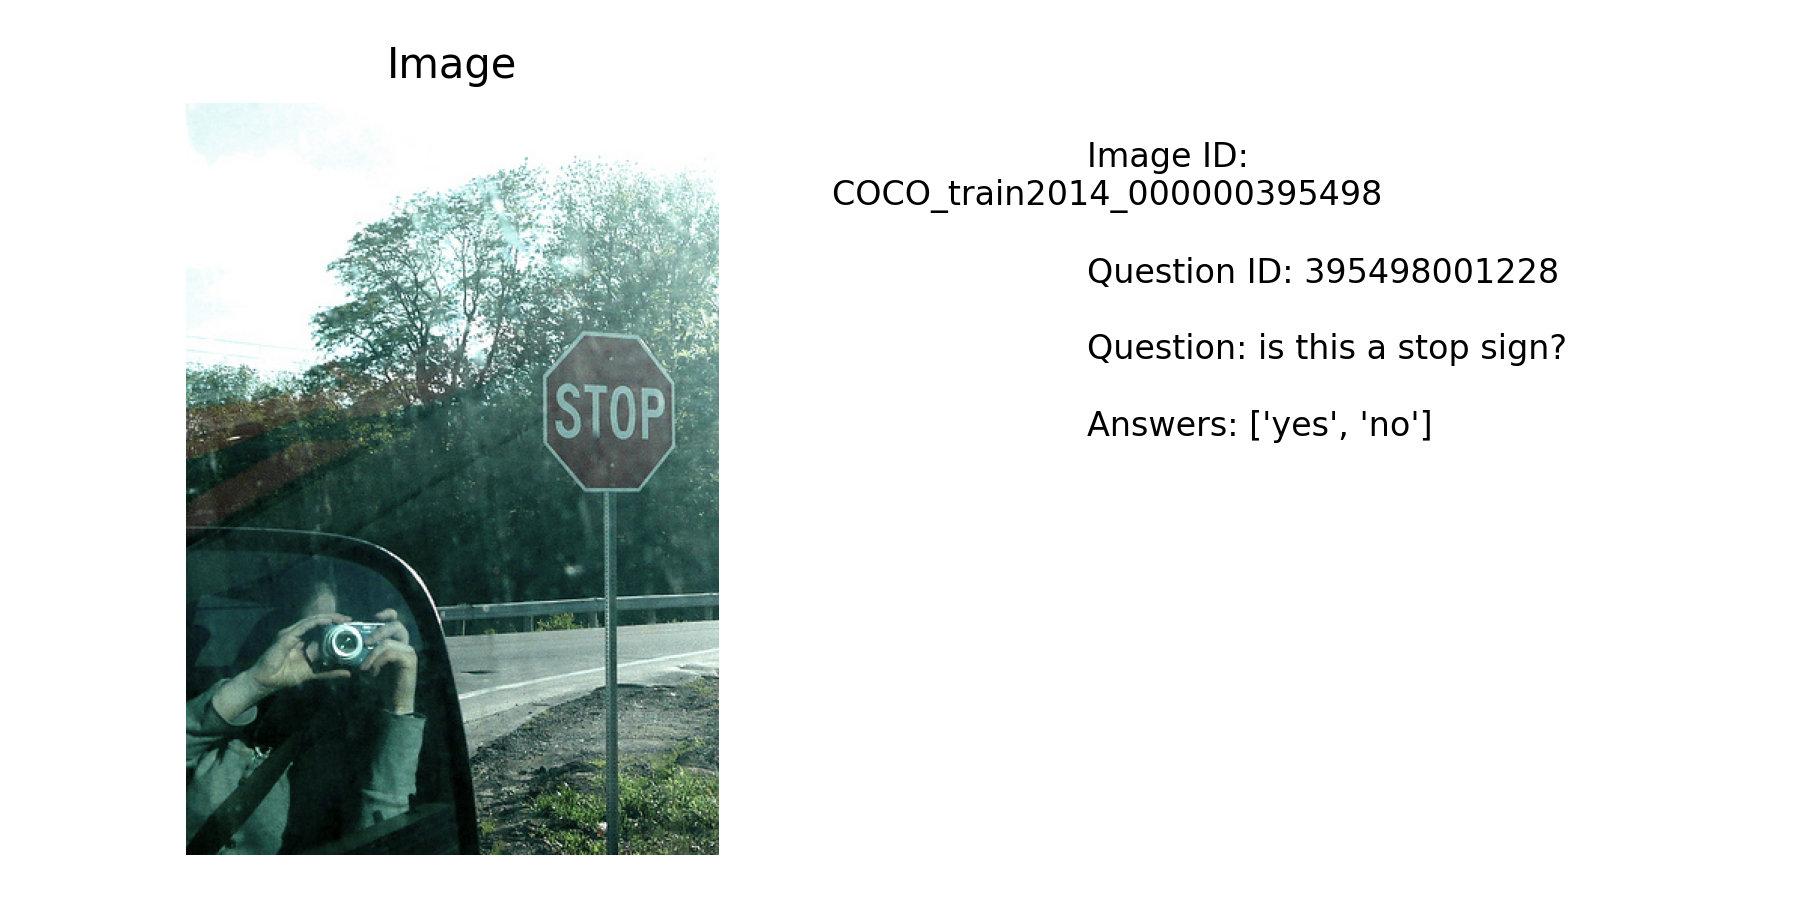 Image
STOP
Image ID:
COCO_train2014_000000395498
Question ID: 395498001228
Question: is this a stop sign?
Answers: ['yes', 'no']